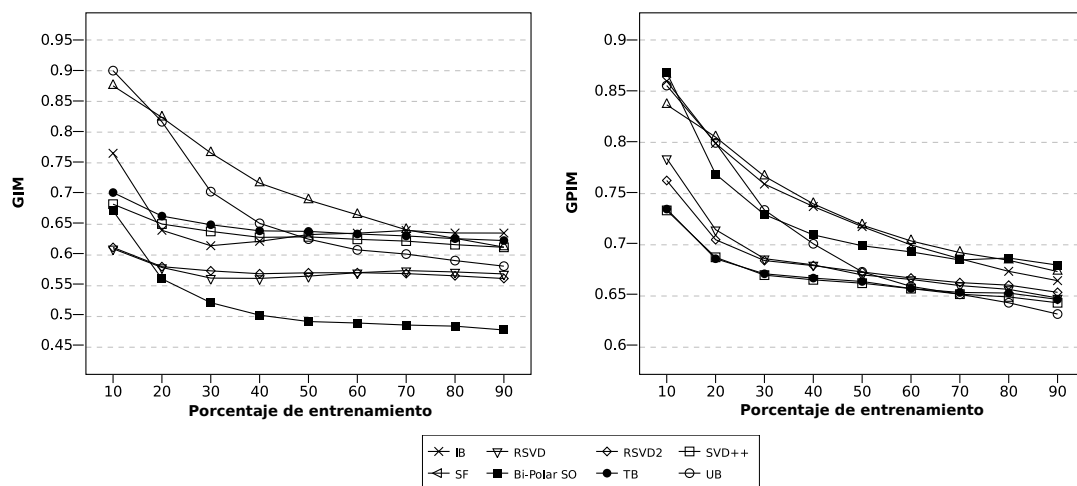 0.95
0.9
0.85
0.8
0.75
0.7
0.65
0.6
0.55
0.5
0.45
GIM
10 20 30 40 50 60 70 80 90
Porcentaje de entrenamiento
0.9
0.85
0.8
0.75
0.7
0.65
0.6
GPIM
10 20 30 40 50 60 70 80 90
Porcentaje de entrenamiento
IB RSVD RSVD2 SVD++
SF Bi-Polar SO TB UB